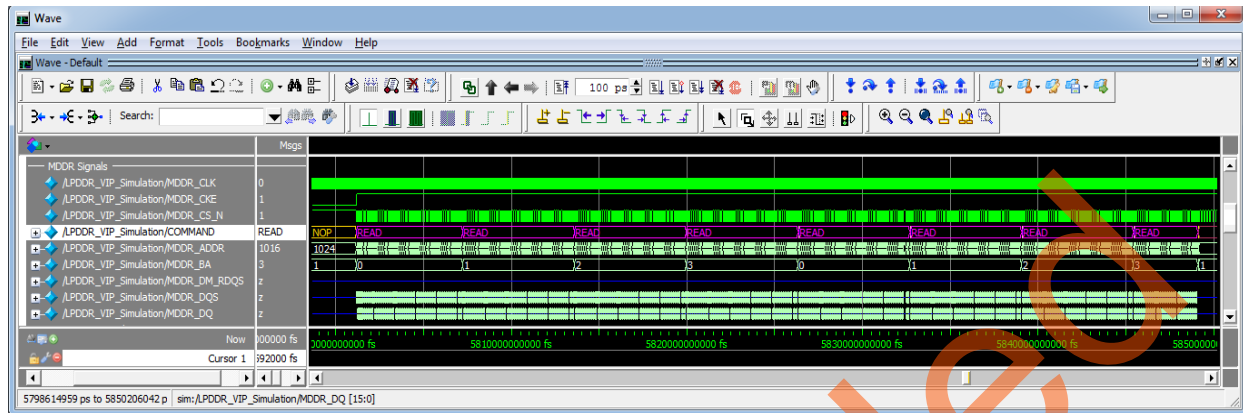 Wave
File Edit View Add Format Tools Bookmarks Window Help
Wave - Default
100 ps
Search:
Msgs
MDDR Signals
/LPDDR_VIP_Simulation/MDDR_CLK 0
/LPDDR_VIP_Simulation/MDDR_CKE 1
/LPDDR_VIP_Simulation/MDDR_CS_N 1
/LPDDR_VIP_Simulation/COMMAND READ NOP READ READ READ READ READ READ READ READ
/LPDDR_VIP_Simulation/MDDR_ADDR 1016 1024
/LPDDR_VIP_Simulation/MDDR_BA 3 1 0 1 2 3 0 1 2 3 1
/LPDDR_VIP_Simulation/MDDR_DM_RDQS z
/LPDDR_VIP_Simulation/MDDR_DQS z
/LPDDR_VIP_Simulation/MDDR_DQ z
Now 00000 fs 5810000000000 fs 5820000000000 fs 5830000000000 fs 5840000000000 fs
Cursor 1 592000 fs
5798614959 ps to 5850206042 p sim:/LPDDR_VIP_Simulation/MDDR_DQ [15:0]